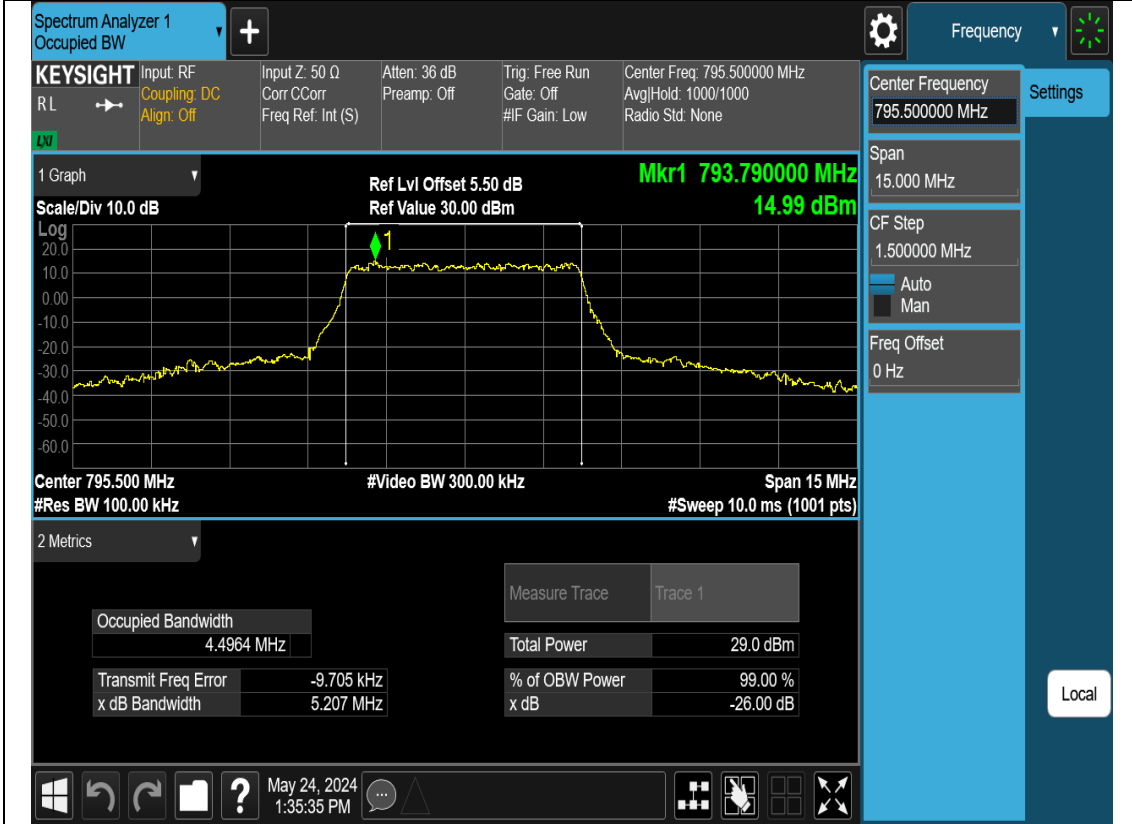 Spectrum Analyzer 1
Occupied BW
+
Frequency
KEYSIGHT
RL
LXI
Input: RF
Coupling: DC
Align: Off
Input Z: 50 Ω
Corr CCorr
Freq Ref: Int (S)
Atten: 36 dB
Preamp: Off
Trig: Free Run
Gate: Off
#IF Gain: Low
Center Freq: 795.500000 MHz
Avg|Hold: 1000/1000
Radio Std: None
Center Frequency
795.500000 MHz
Settings
Span
15.000 MHz
CF Step
1.500000 MHz
Auto
Man
Freq Offset
0 Hz
1 Graph
Ref Lvl Offset 5.50 dB
Mkr1 793.790000 MHz
Scale/Div 10.0 dB
Ref Value 30.00 dBm
14.99 dBm
Log
1
20.0
10.0
0.00
-10.0
-20.0
-30.0
-40.0
-50.0
-60.0
Center 795.500 MHz
#Video BW 300.00 kHz
Span 15 MHz
#Res BW 100.00 kHz
#Sweep 10.0 ms (1001 pts)
2 Metrics
Measure Trace
Trace 1
Occupied Bandwidth
4.4964 MHz
Total Power
29.0 dBm
Transmit Freq Error
-9.705 kHz
% of OBW Power
99.00 %
x dB Bandwidth
5.207 MHz
x dB
-26.00 dB
Local
?
May 24, 2024
1:35:35 PM